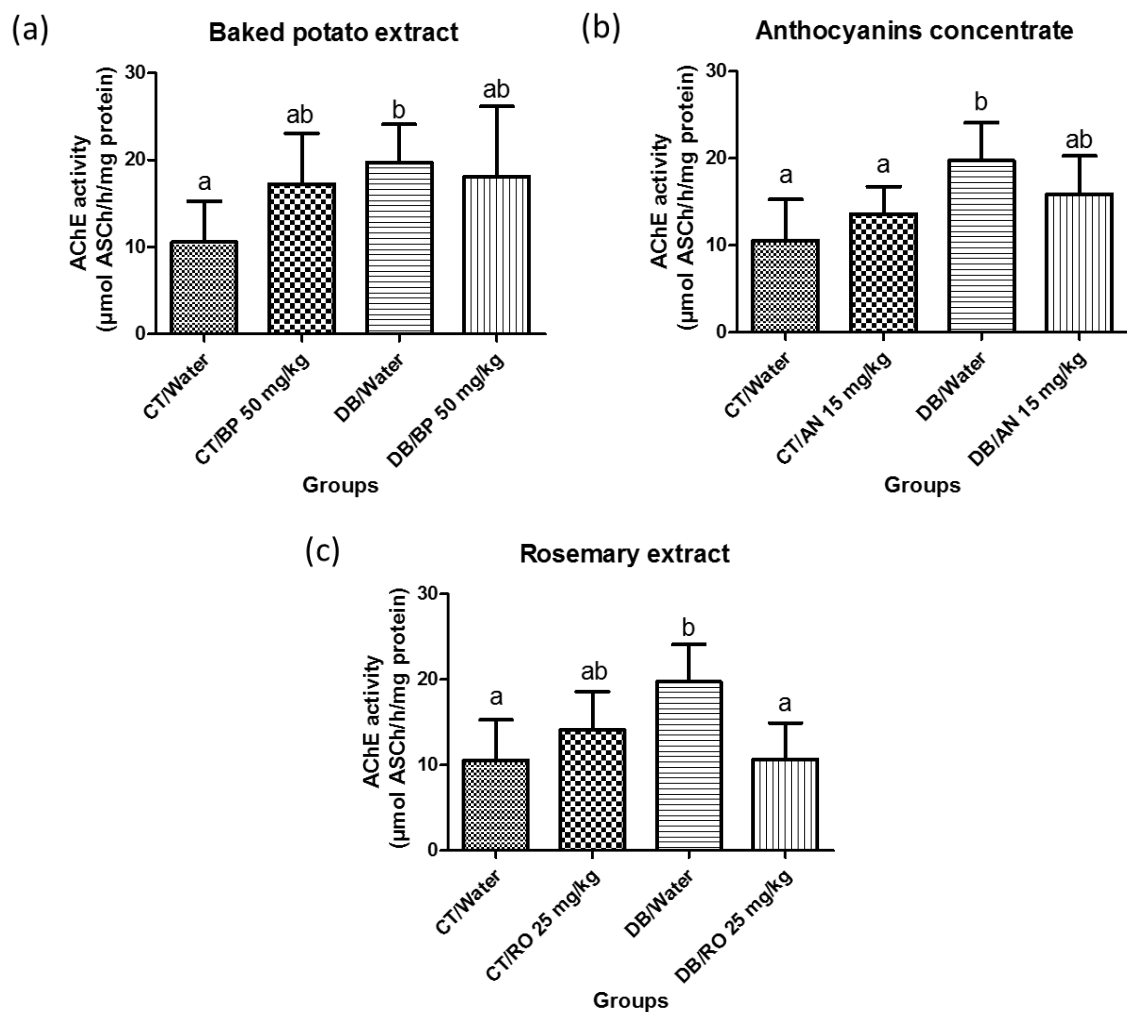 (a)
Baked potato extract
AChE activity
(µmol ASCh/h/mg protein)
30
20
10
0
a
ab
b
ab
CT/Water
CT/BP 50 mg/kg
DB/Water
DB/BP 50 mg/kg
Groups
(b)
Anthocyanins concentrate
AChE activity
(µmol ASCh/h/mg protein)
30
20
10
0
a
a
b
ab
CT/Water
CT/AN 15 mg/kg
DB/Water
DB/AN 15 mg/kg
Groups
(c)
Rosemary extract
AChE activity
(µmol ASCh/h/mg protein)
30
20
10
0
a
ab
b
a
CT/Water
CT/RO 25 mg/kg
DB/Water
DB/RO 25 mg/kg
Groups